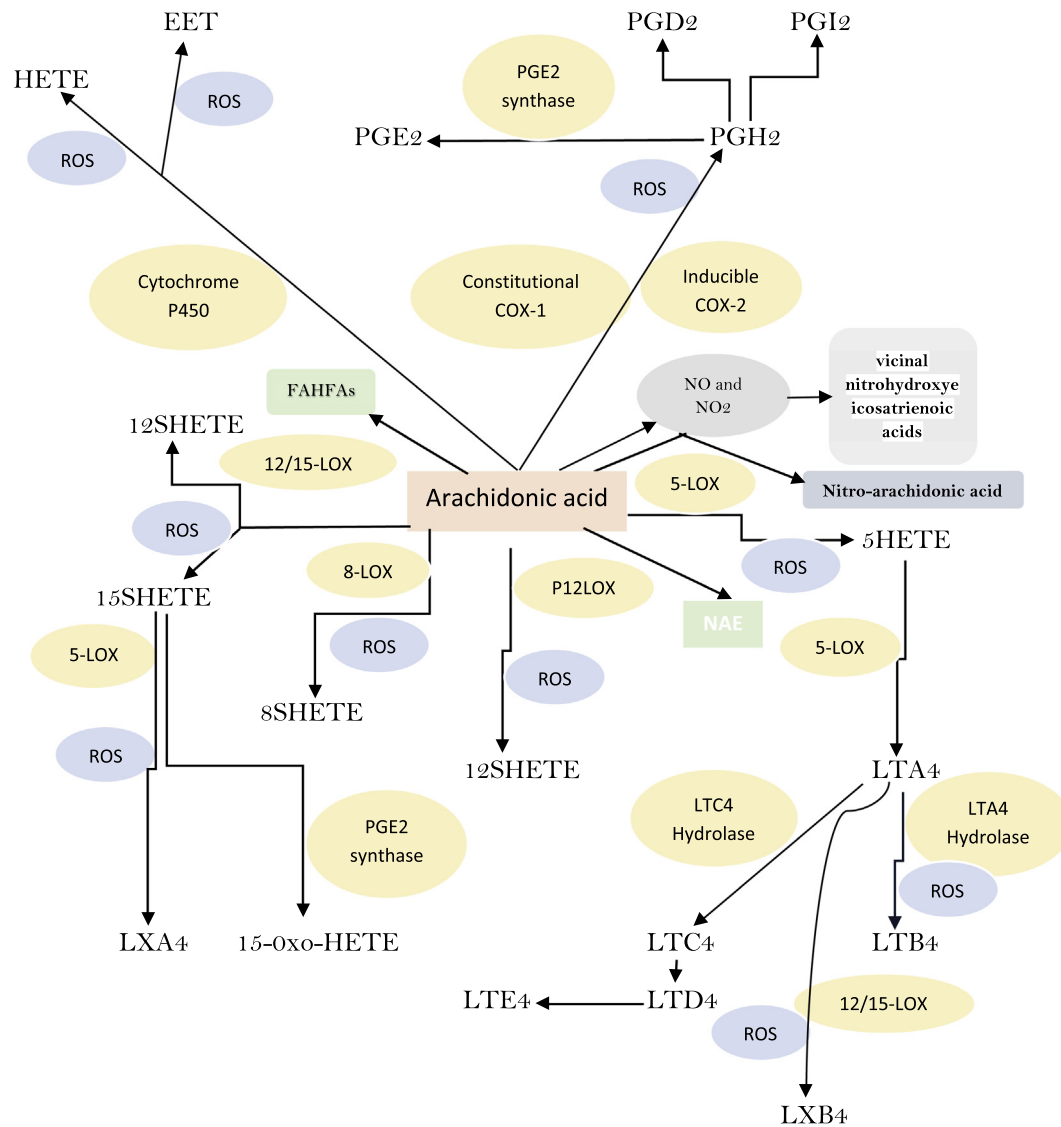 EET
PGD2
PGI2
HETE
ROS
PGE2
synthase
ROS
PGE2
PGH2
ROS
Cytochrome
P450
Constitutional
COX-1
Inducible
COX-2
FAHFAs
NO and
NO2
vicinal
nitrohydroxye
icosatrienoic
acids
12SHETE
12/15-LOX
Arachidonic acid
5-LOX
Nitro-arachidonic acid
ROS
5HETE
8-LOX
P12LOX
ROS
15SHETE
NAE
5-LOX
ROS
5-LOX
ROS
8SHETE
ROS
12SHETE
LTA4
PGE2
synthase
LTC4
Hydrolase
LTA4
Hydrolase
ROS
LXA4
15-0xo-HETE
LTC4
LTB4
LTE4
LTD4
12/15-LOX
ROS
LXB4